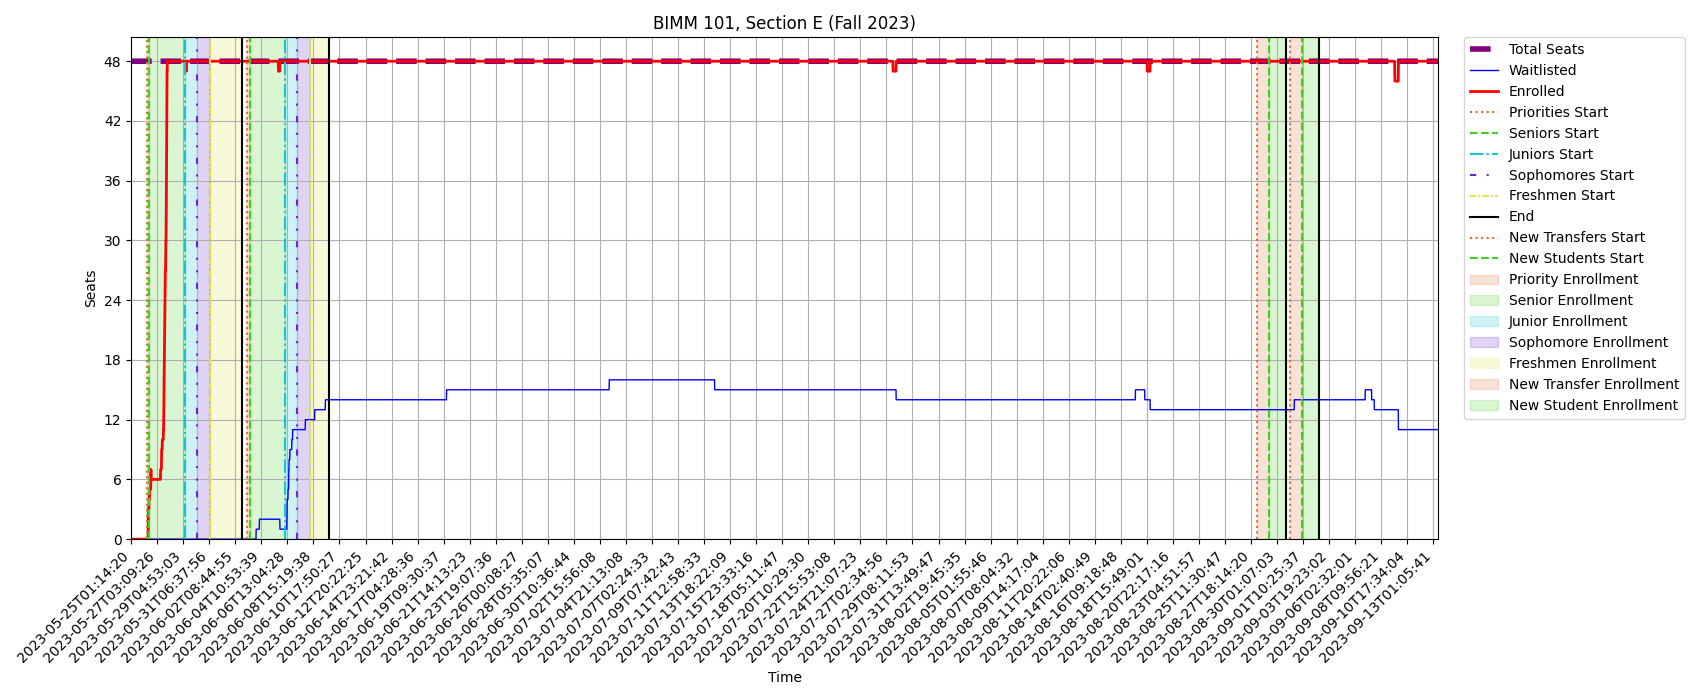 BIMM 101, Section E (Fall 2023)
Seats
48
42
36
30
24
18
12
6
0
2023-05-25T01:14:20
2023-05-27T03:09:26
2023-05-29T04:53:03
2023-05-31T06:37:56
2023-06-02T08:44:55
2023-06-04T10:53:39
2023-06-06T13:04:28
2023-06-08T15:19:38
2023-06-10T17:50:27
2023-06-12T20:22:25
2023-06-14T23:21:42
2023-06-17T04:28:36
2023-06-19T09:30:37
2023-06-21T14:13:23
2023-06-23T19:07:36
2023-06-26T00:08:27
2023-06-28T05:35:07
2023-06-30T10:36:44
2023-07-02T15:56:08
2023-07-04T21:13:09
2023-07-07T02:24:33
2023-07-09T07:42:43
2023-07-11T12:58:33
2023-07-13T18:22:09
2023-07-15T23:33:16
2023-07-18T05:11:47
2023-07-20T10:29:30
2023-07-22T15:53:08
2023-07-24T21:07:23
2023-07-27T02:34:56
2023-07-29T08:11:53
2023-07-31T13:49:47
2023-08-02T19:45:35
2023-08-05T01:55:46
2023-08-07T08:04:32
2023-08-09T14:17:04
2023-08-11T20:22:06
2023-08-14T02:40:49
2023-08-16T09:18:48
2023-08-18T15:49:01
2023-08-20T22:17:16
2023-08-23T04:51:57
2023-08-25T11:30:47
2023-08-27T18:14:20
2023-08-30T01:07:03
2023-09-01T10:25:37
2023-09-03T19:23:02
2023-09-06T02:32:01
2023-09-08T09:56:21
2023-09-10T17:34:04
2023-09-13T01:05:41
Time
Total Seats
Waitlisted
Enrolled
Priorities Start
Seniors Start
Juniors Start
Sophomores Start
Freshmen Start
End
New Transfers Start
New Students Start
Priority Enrollment
Senior Enrollment
Junior Enrollment
Sophomore Enrollment
Freshmen Enrollment
New Transfer Enrollment
New Student Enrollment